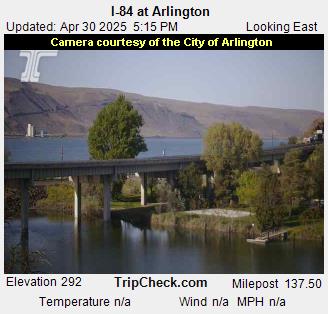 I-84 at Arlington
Updated: Apr 30 2025 5:15 PM Looking East
Camera courtesy of the City of Arlington
Elevation 292 TripCheck.com Milepost 137.50
Temperature n/a Wind n/a MPH n/a